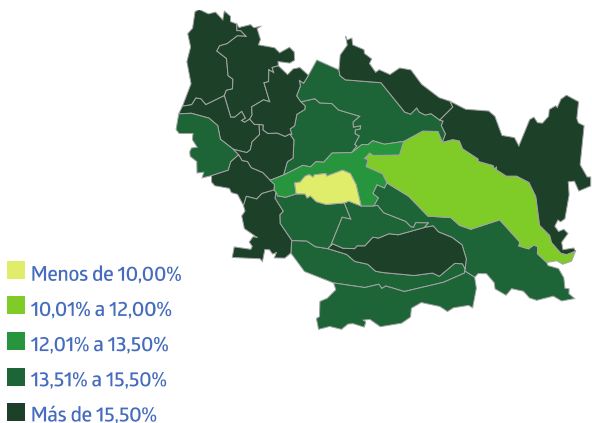 Menos de 10,00%
10,01% a 12,00%
12,01% a 13,50%
13,51% a 15,50%
Más de 15,50%